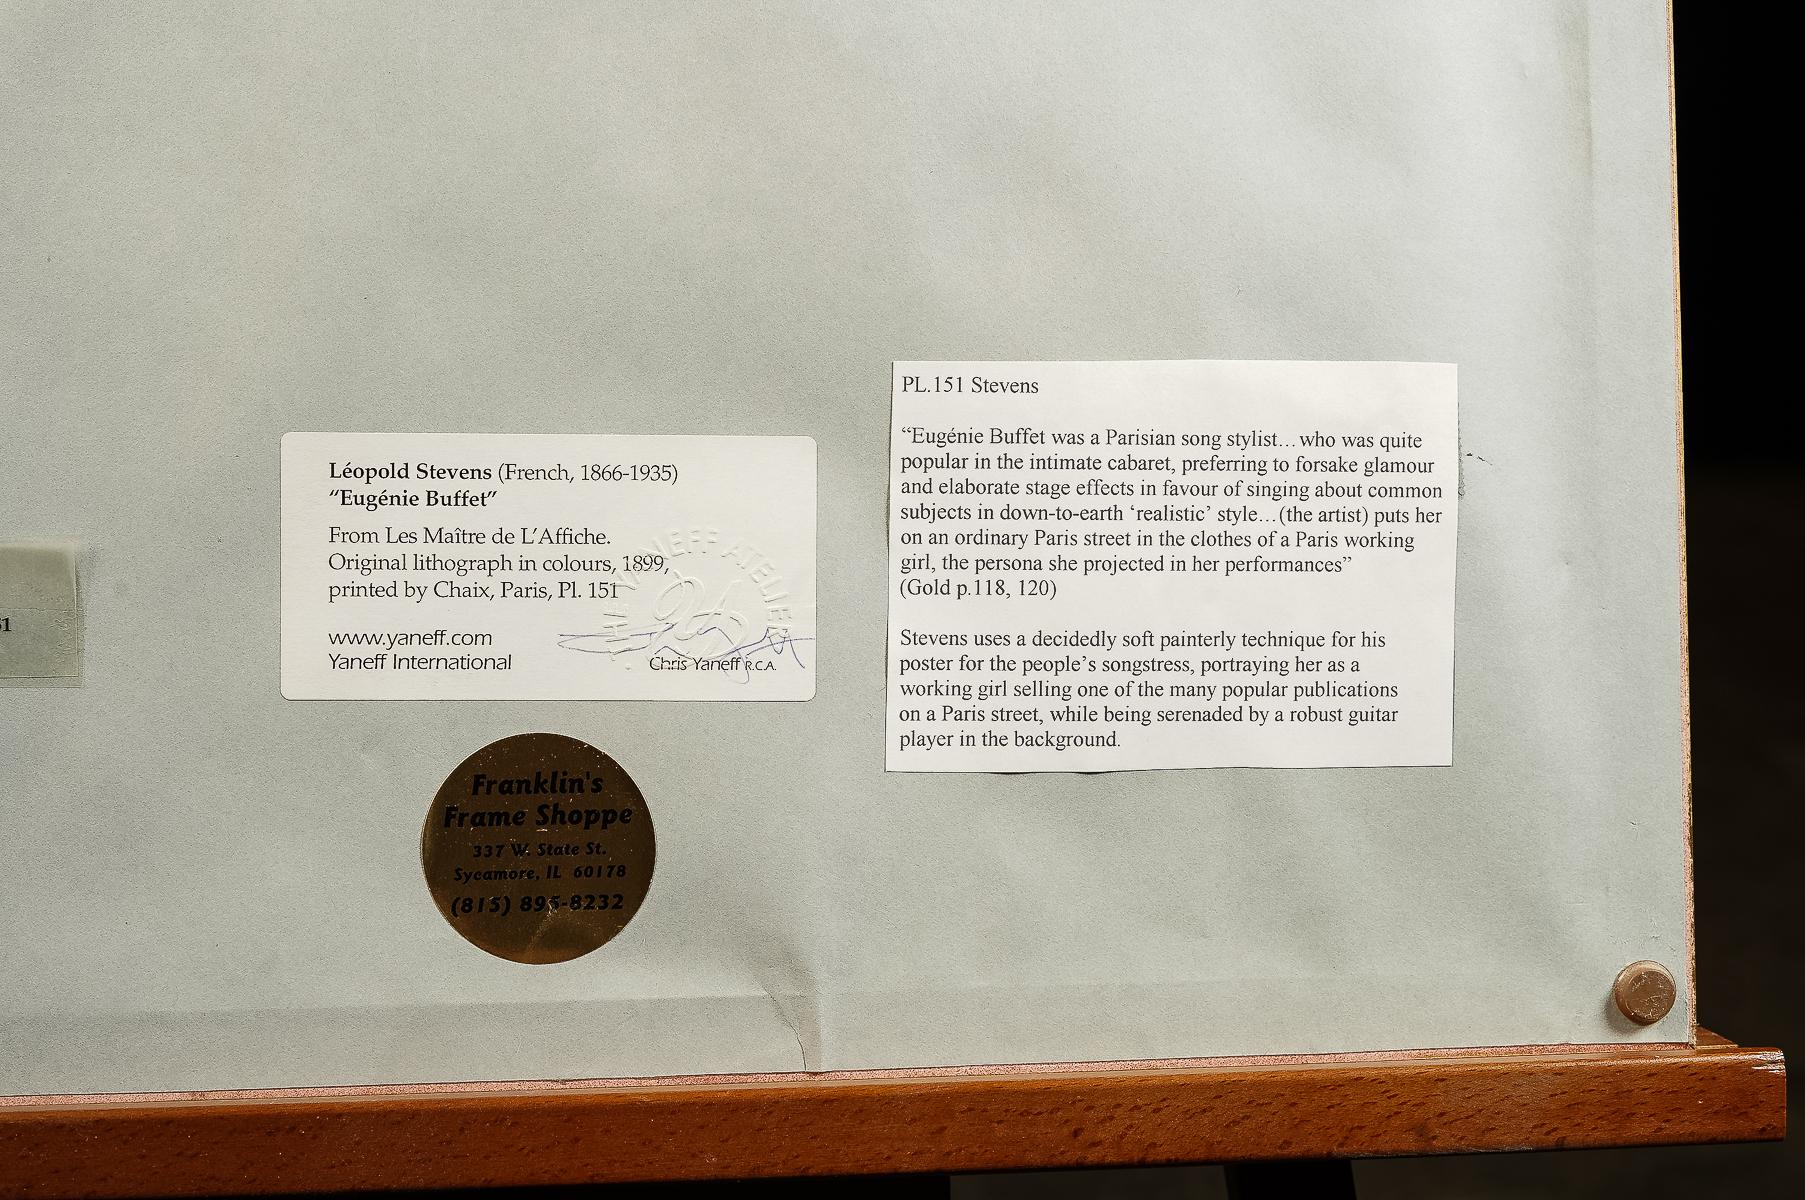 Léopold Stevens (French, 1866-1935)
“Eugénie Buffet”
From Les Maître de L’Affiche.
Original lithograph in colours, 1899,
printed by Chaix, Paris, Pl. 151
www.yaneff.com
Yaneff International
Chris Yaneff R.C.A.
THE YANEFF ATELIER
Franklin's
Frame Shoppe
337 W. State St.
Sycamore, IL 60178
(815) 895-8232
PL.151 Stevens
“Eugénie Buffet was a Parisian song stylist…who was quite
popular in the intimate cabaret, preferring to forsake glamour
and elaborate stage effects in favour of singing about common
subjects in down-to-earth ‘realistic’ style…(the artist) puts her
on an ordinary Paris street in the clothes of a Paris working
girl, the persona she projected in her performances”
(Gold p.118, 120)
Stevens uses a decidedly soft painterly technique for his
poster for the people’s songstress, portraying her as a
working girl selling one of the many popular publications
on a Paris street, while being serenaded by a robust guitar
player in the background.